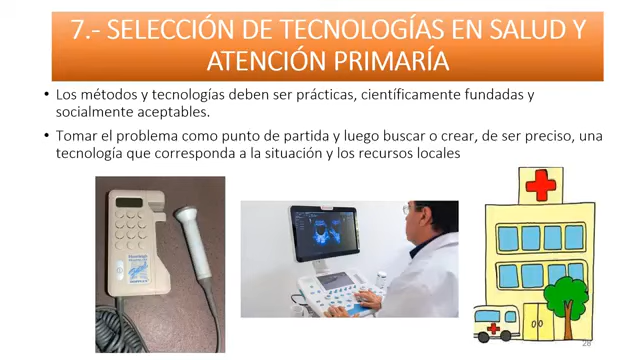 7.- SELECCIÓN DE TECNOLOGÍAS EN SALUD Y
ATENCIÓN PRIMARÍA
• Los métodos y tecnologías deben ser prácticas, científicamente fundadas y
socialmente aceptables.
• Tomar el problema como punto de partida y luego buscar o crear, de ser preciso, una
tecnología que corresponda a la situación y los recursos locales
28